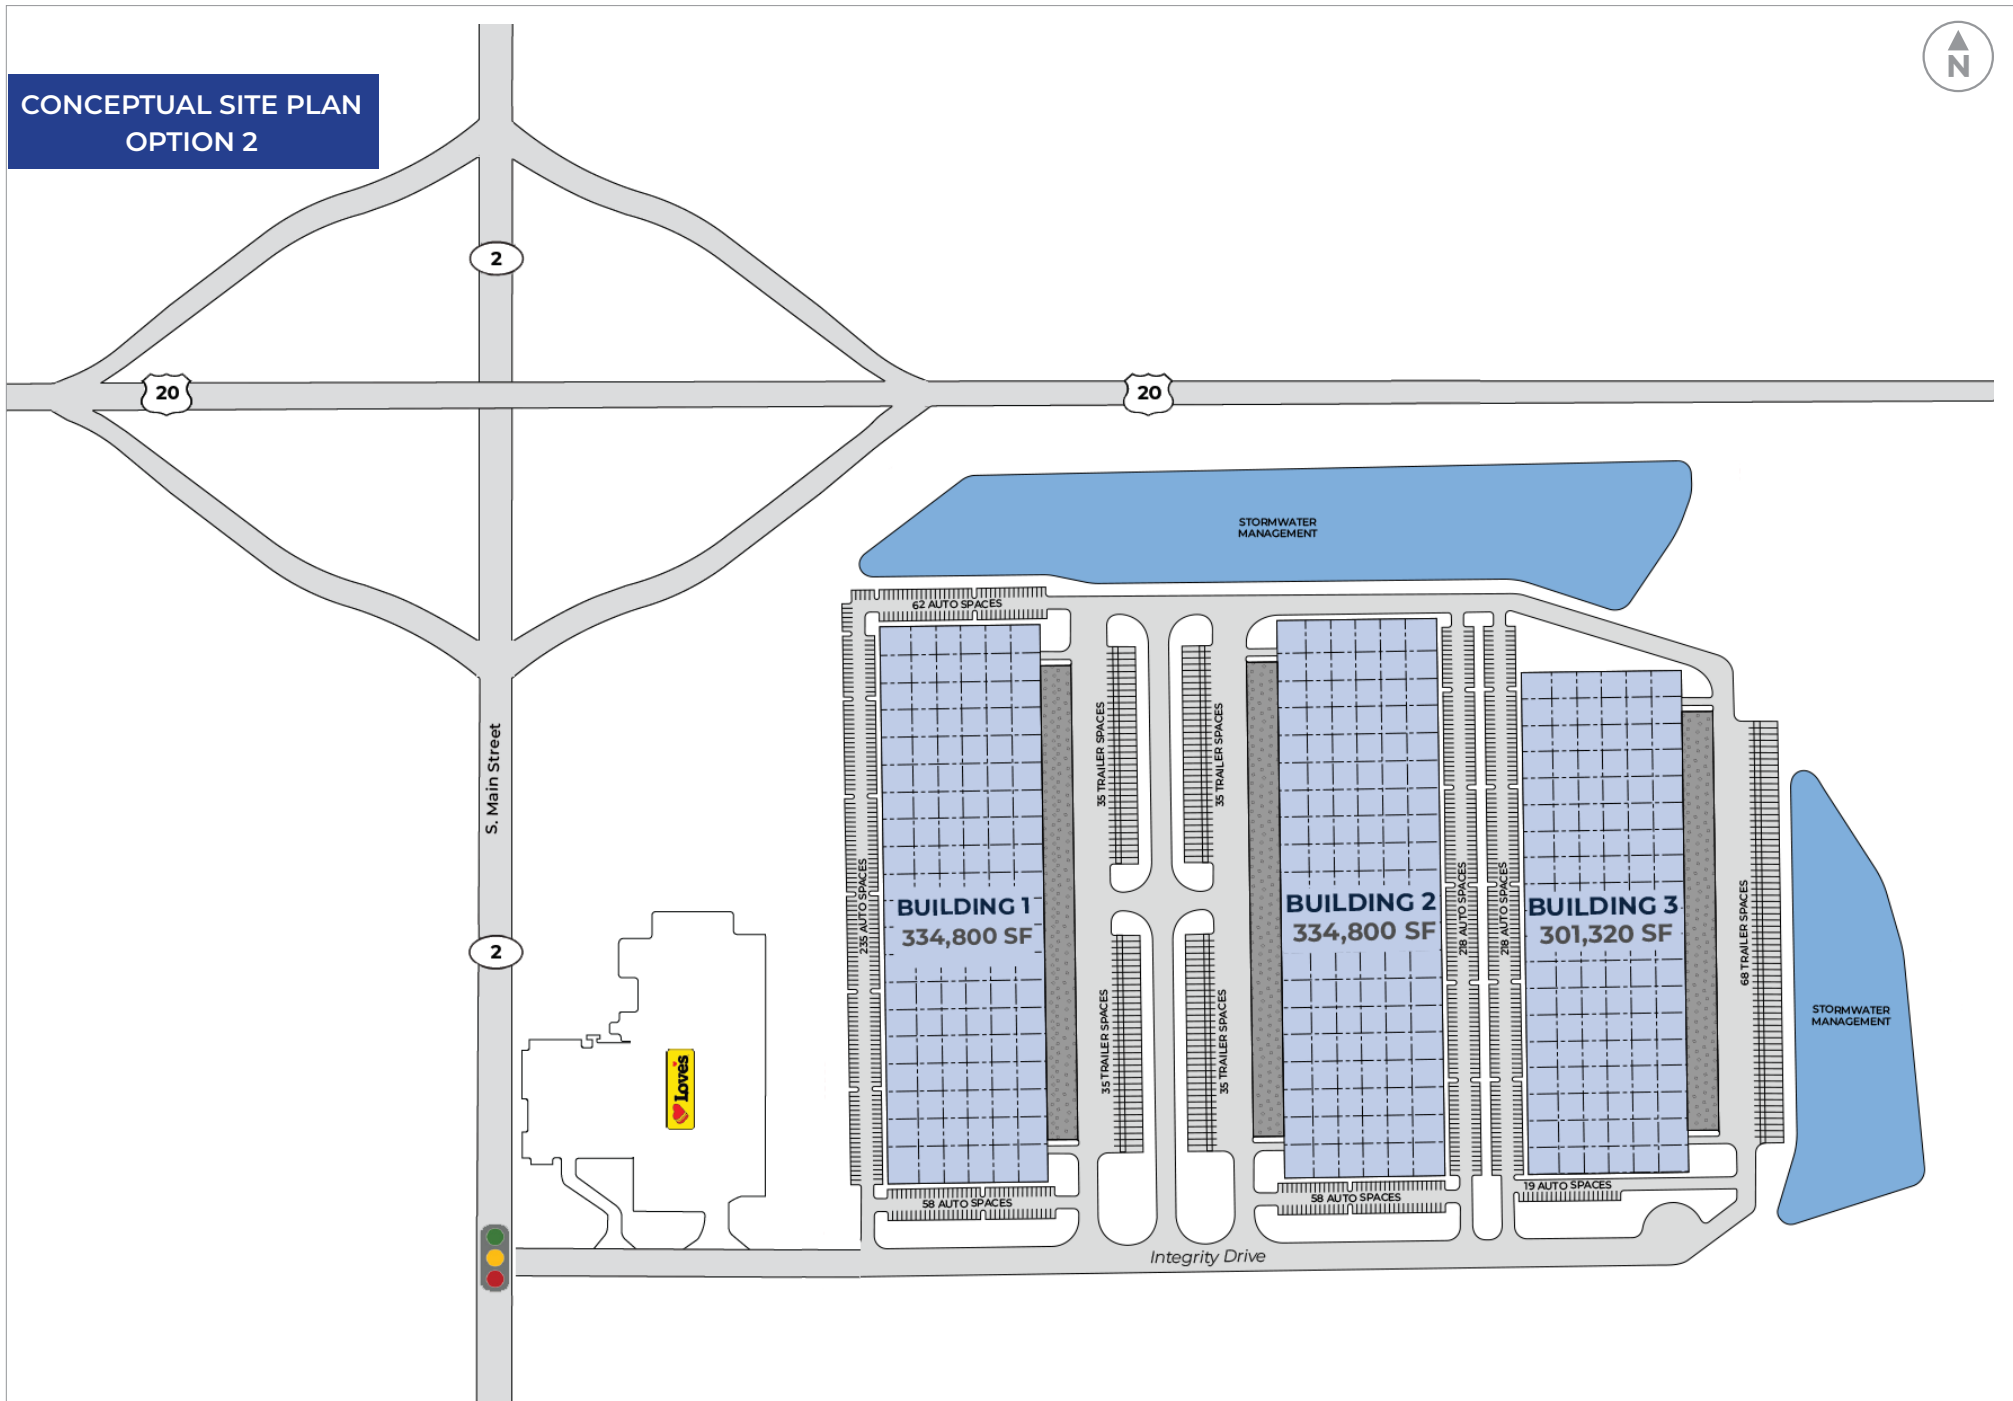 CONCEPTUAL SITE PLAN
OPTION 2
N
2
20
20
STORMWATER
MANAGEMENT
62 AUTO SPACES
S. Main Street
35 TRAILER SPACES
35 TRAILER SPACES
235 AUTO SPACES
BUILDING 1
334,800 SF
BUILDING 2
334,800 SF
218 AUTO SPACES
218 AUTO SPACES
BUILDING 3
301,320 SF
68 TRAILER SPACES
2
35 TRAILER SPACES
35 TRAILER SPACES
STORMWATER
MANAGEMENT
Love's
58 AUTO SPACES
58 AUTO SPACES
19 AUTO SPACES
Integrity Drive